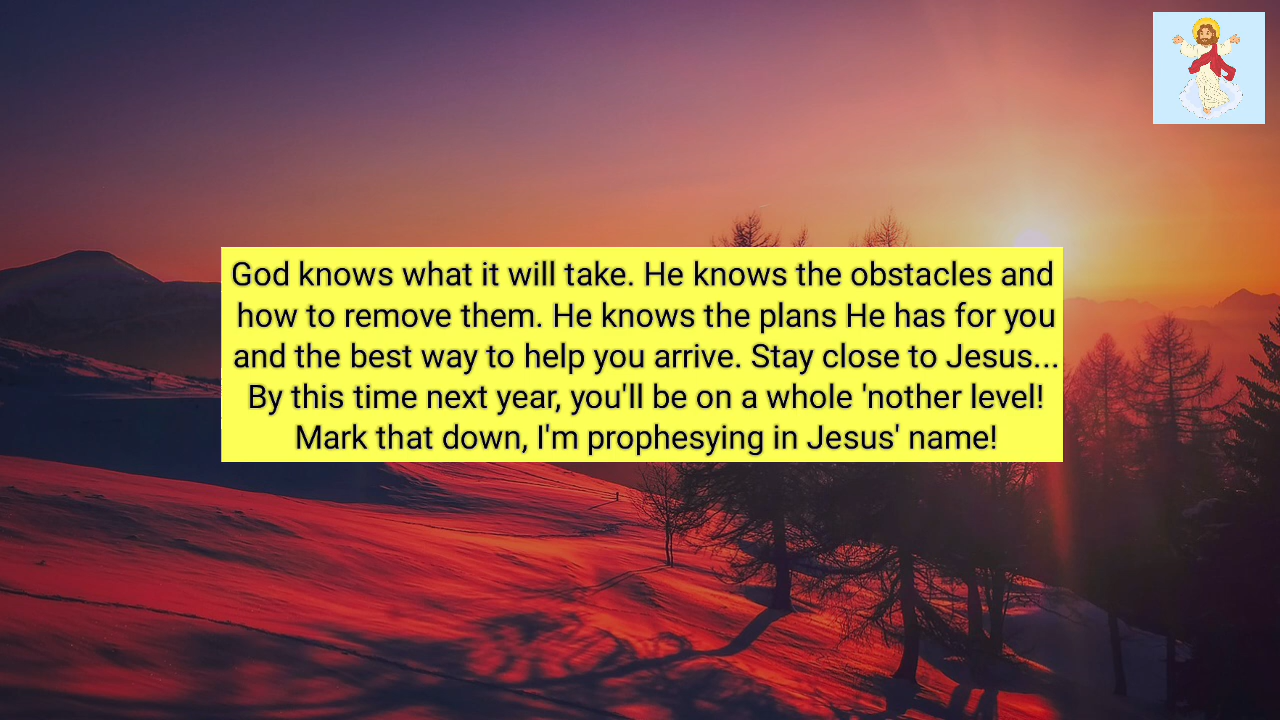 God knows what it will take. He knows the obstacles and
how to remove them. He knows the plans He has for you
and the best way to help you arrive. Stay close to Jesus...
By this time next year, you'll be on a whole 'nother level!
Mark that down, I'm prophesying in Jesus' name!